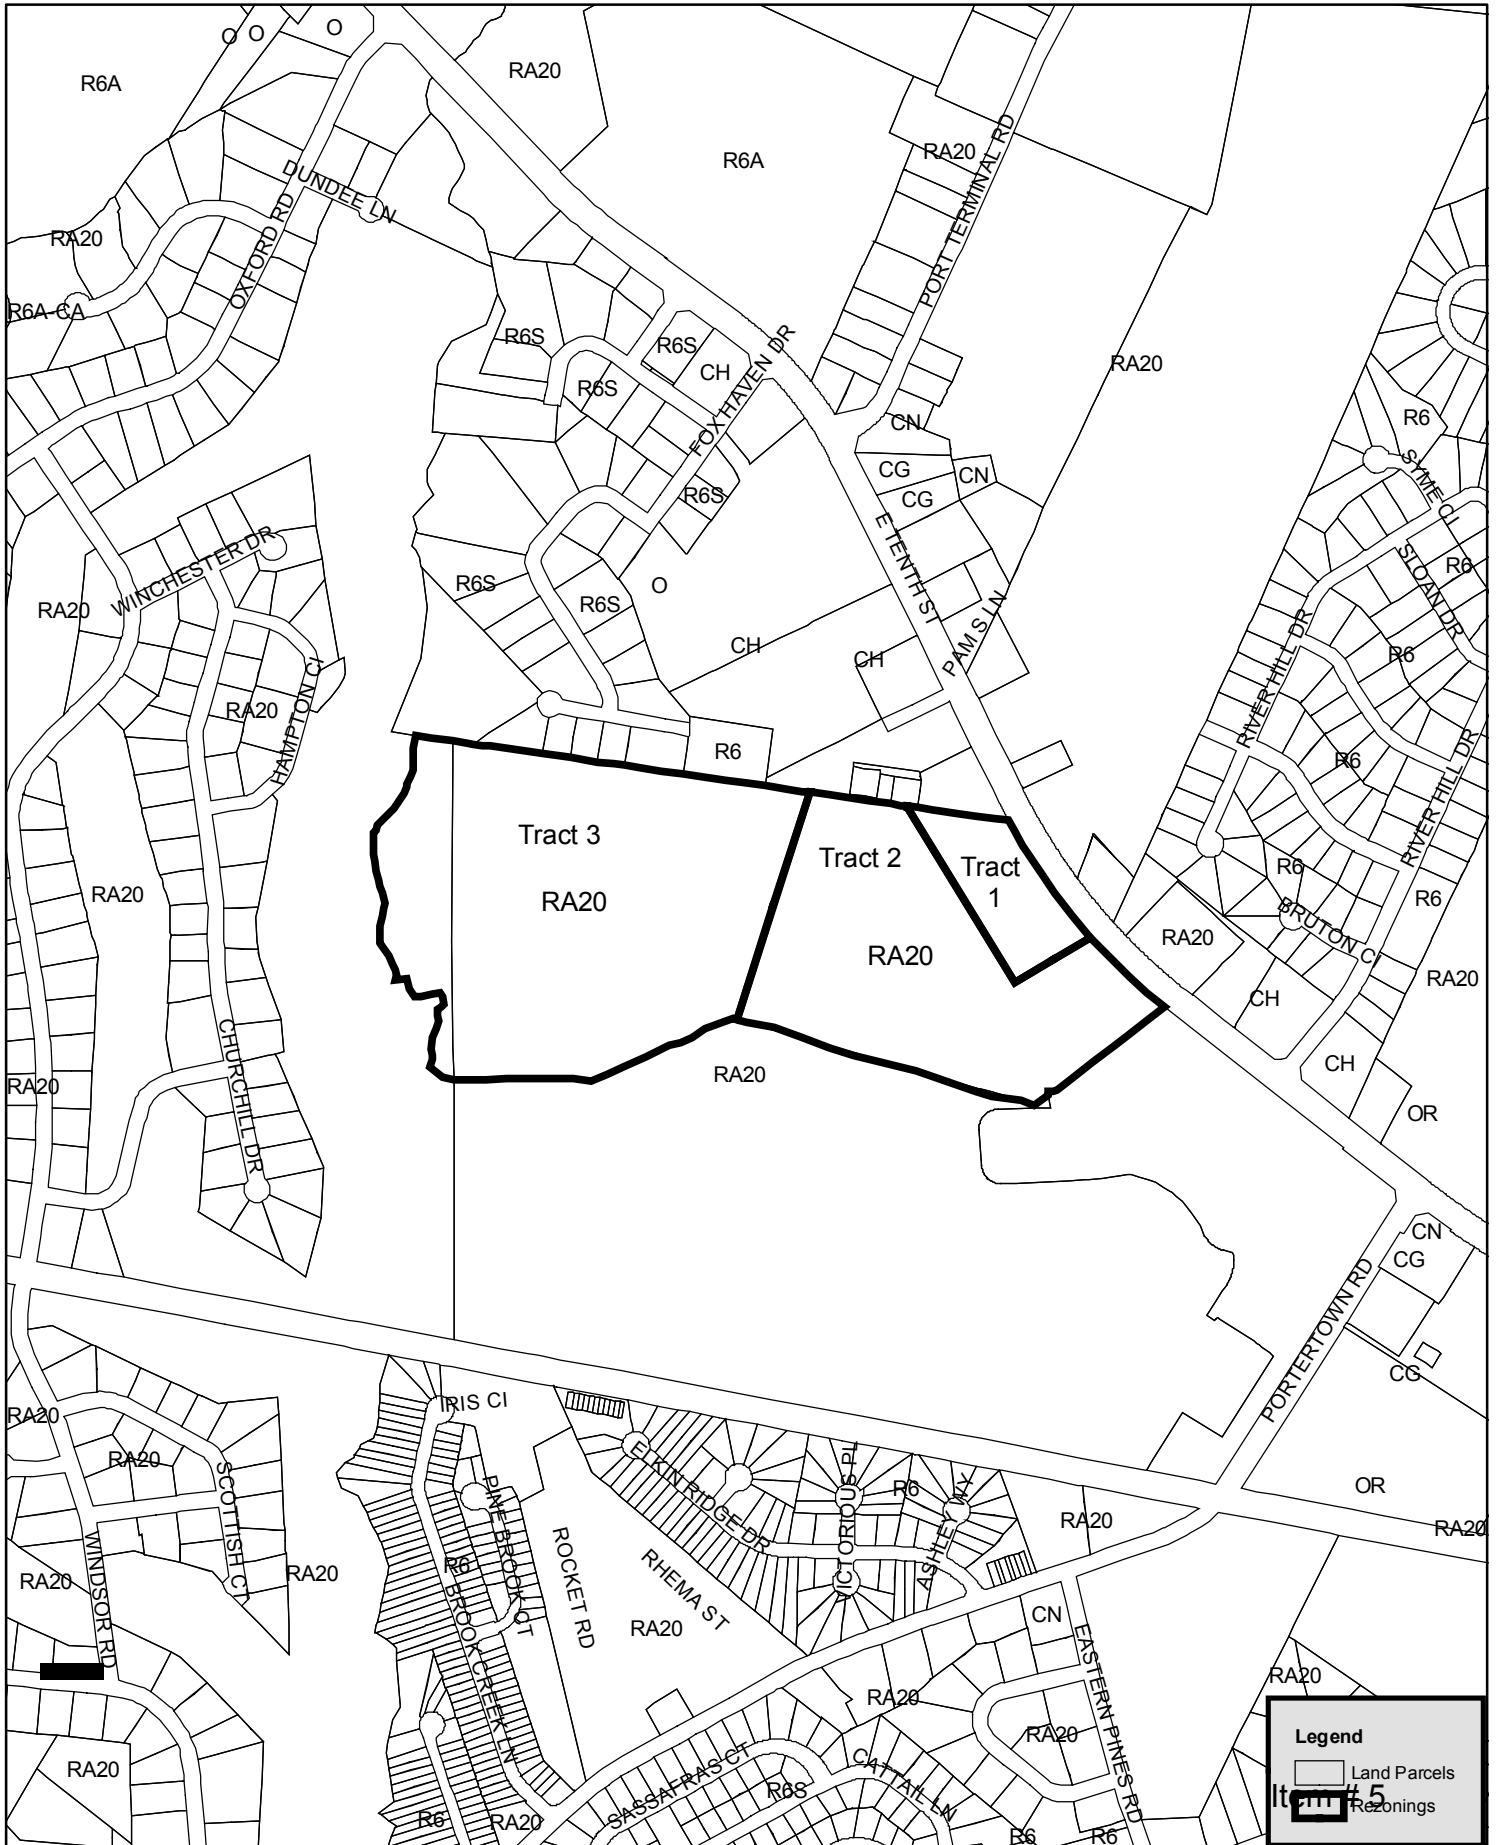 O
O
O
R6A
RA20
R6A
RA20
DUNDEE LN
PORT TERMINAL RD
OXFORD RD
RA20
R6A-CA
R6S
R6S
CH
R6S
FOX HAVEN DR
RA20
CN
R6
CG
CN
CG
SYME CI
R6S
E TENTH ST
SLOAN DR
R6
WINCHESTER DR
RA20
R6S
O
R6S
PAM S LN
CH
CH
R6
RIVER HILL DR
HAMPTON CI
RA20
R6
R6
RIVER HILL DR
Tract 3
Tract 2
Tract
1
RA20
RA20
R6
R6
BRUTON CI
RA20
RA20
RA20
CH
CHURCHILL DR
RA20
RA20
CH
OR
CN
CG
PORTERTOWN RD
CG
IRIS CI
RA20
RA20
SCOTTISH CT
PINE BROOK CT
ELKIN RIDGE DR
VICTORIOUS PL
R6
ASHLEY WY
OR
RA20
RA20
WINDSOR RD
RA20
RA20
R6
BROOK CREEK LN
ROCKET RD
RHEMA ST
RA20
CN
EASTERN PINES RD
RA20
RA20
RA20
RA20
SASSAFRAS CT
R6S
CATTAIL LN
R6
RA20
R6
R6
Legend
Land Parcels
Rezonings
Item # 5